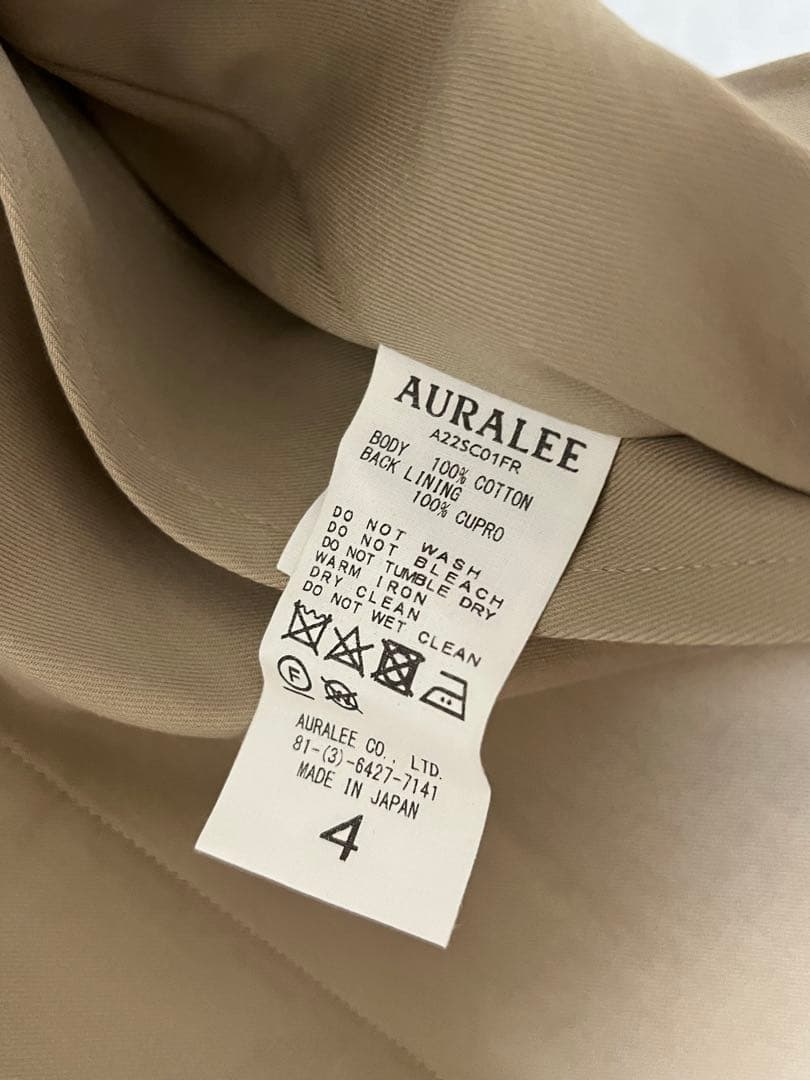 AURALEE
A22SC01FR
BODY 100% COTTON
BACK LINING
100% CUPRO
DO NOT WASH
DO NOT BLEACH
DO NOT TUMBLE DRY
WARM IRON
DRY CLEAN
DO NOT WET CLEAN
F
AURALEE CO., LTD.
81-(3)-6427-7141
MADE IN JAPAN
4